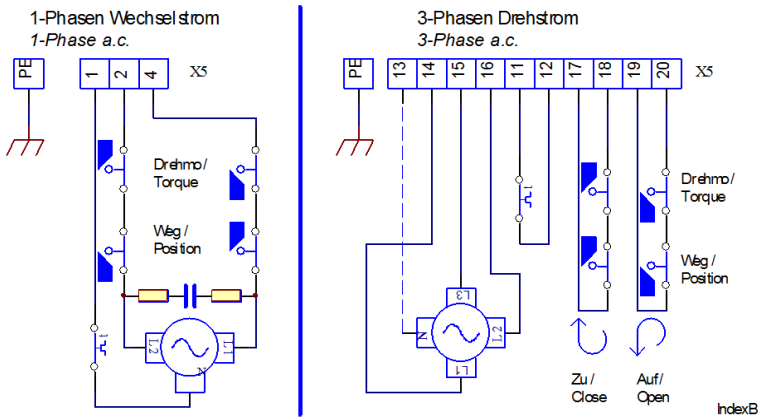 1-Phasen Wechselstrom
1-Phase a.c.
PE
1 2 4 X5
Drehmo/
Torque
Weg/
Position
t
L2 N L1
3-Phasen Drehstrom
3-Phase a.c.
PE
13 14 15 16 11 12 17 18 19 20 X5
t
Drehmo/
Torque
Weg/
Position
L3
N L2
L1
Zu/
Close
Auf/
Open
IndexB